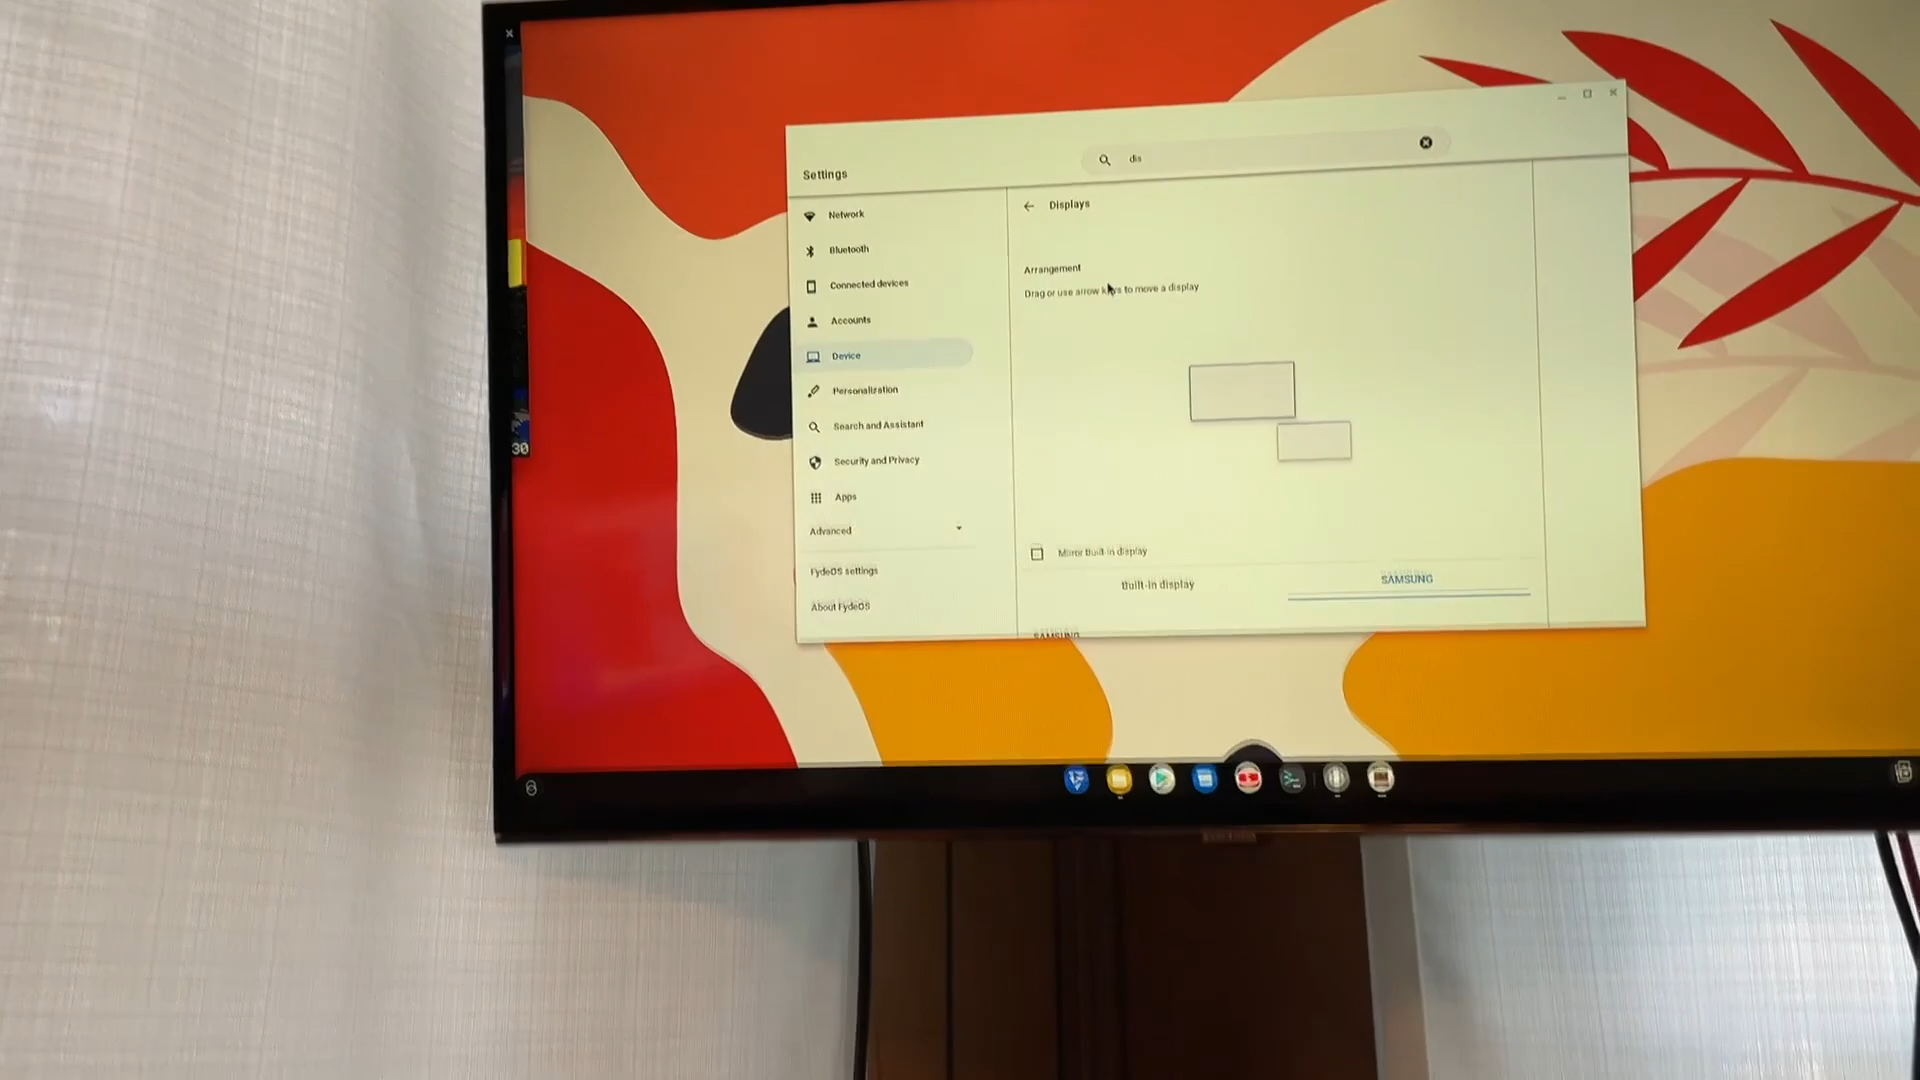 Settings
dis
Network
Bluetooth
Connected devices
Accounts
Device
Personalization
Search and Assistant
Security and Privacy
Apps
Advanced
FydeOS settings
About FydeOS
Displays
Arrangement
Drag or use arrow keys to move a display
Mirror Built-in display
Built-in display
SAMSUNG
SAMSUNG
30